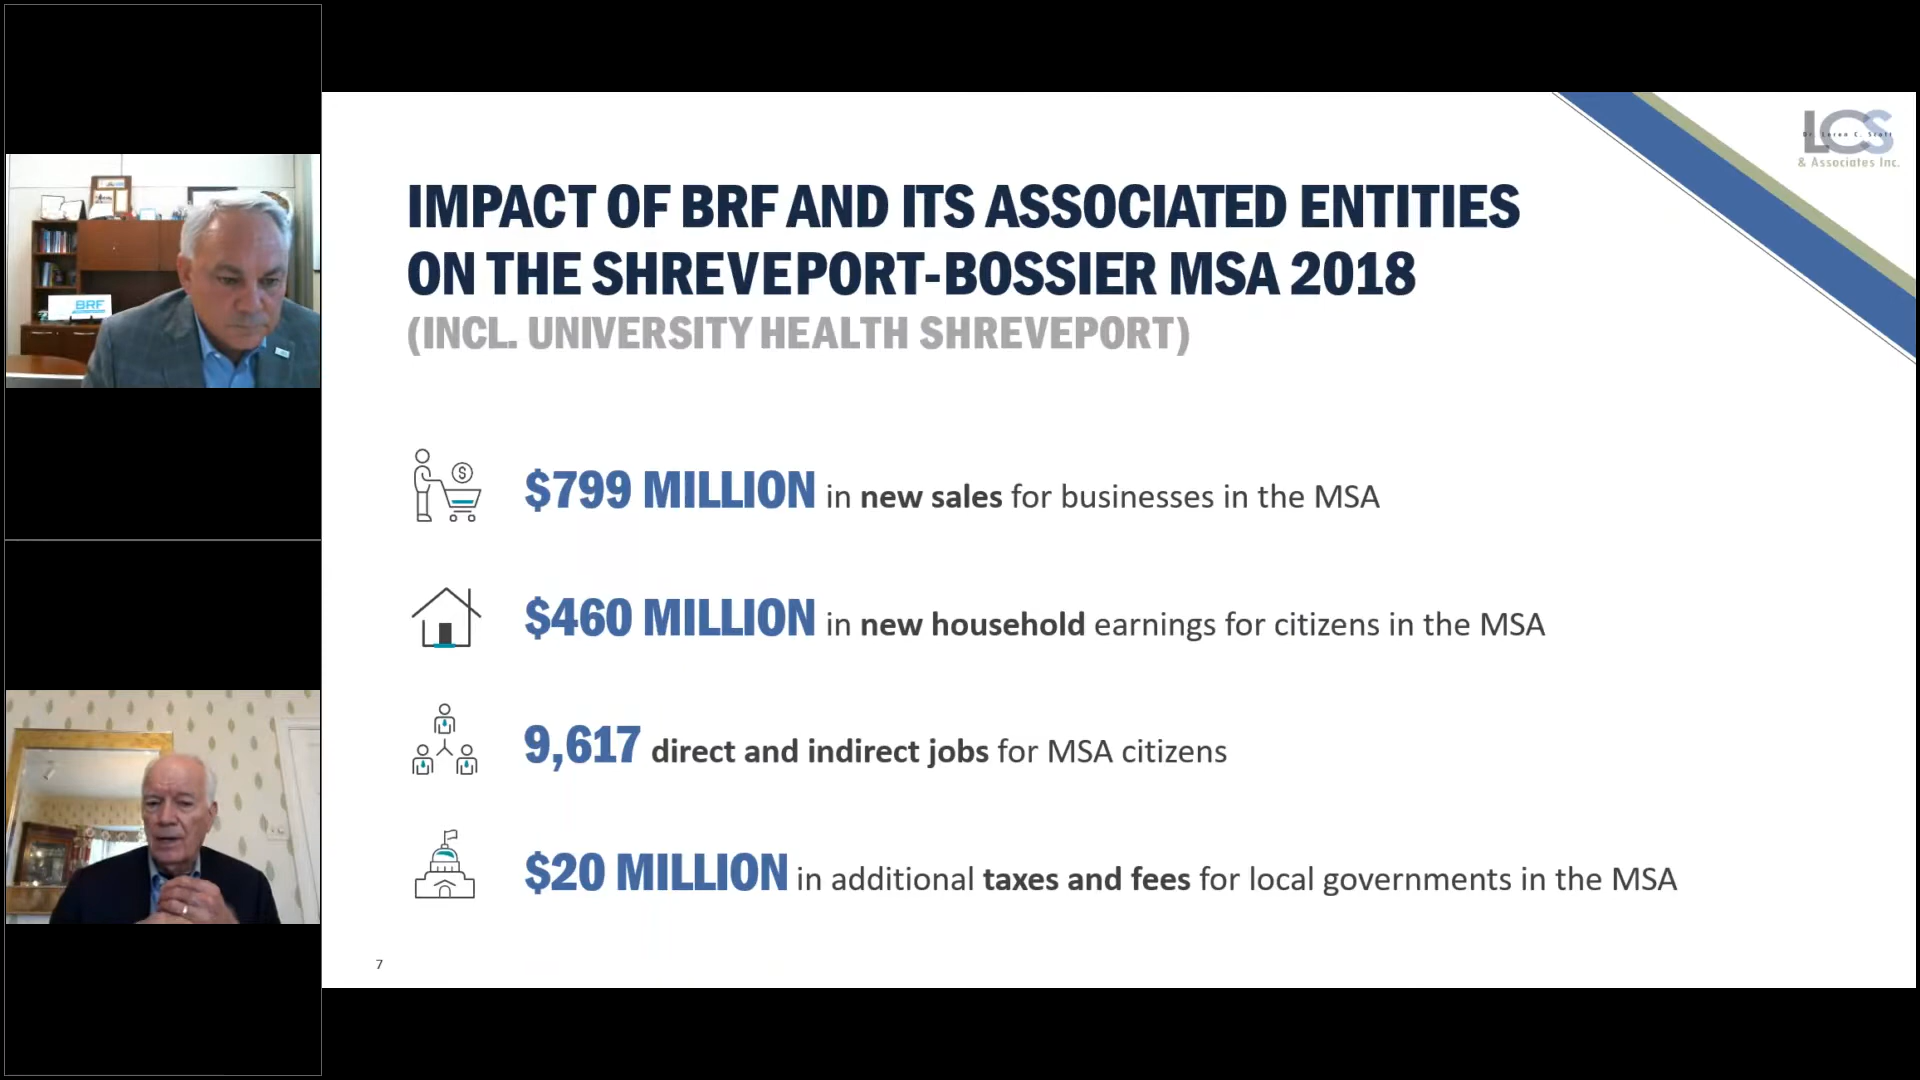 BRF
LCS
Dr. Loren C. Scott
& Associates Inc.
IMPACT OF BRF AND ITS ASSOCIATED ENTITIES
ON THE SHREVEPORT-BOSSIER MSA 2018
(INCL. UNIVERSITY HEALTH SHREVEPORT)
$799 MILLION in new sales for businesses in the MSA
$460 MILLION in new household earnings for citizens in the MSA
9,617 direct and indirect jobs for MSA citizens
$20 MILLION in additional taxes and fees for local governments in the MSA
7